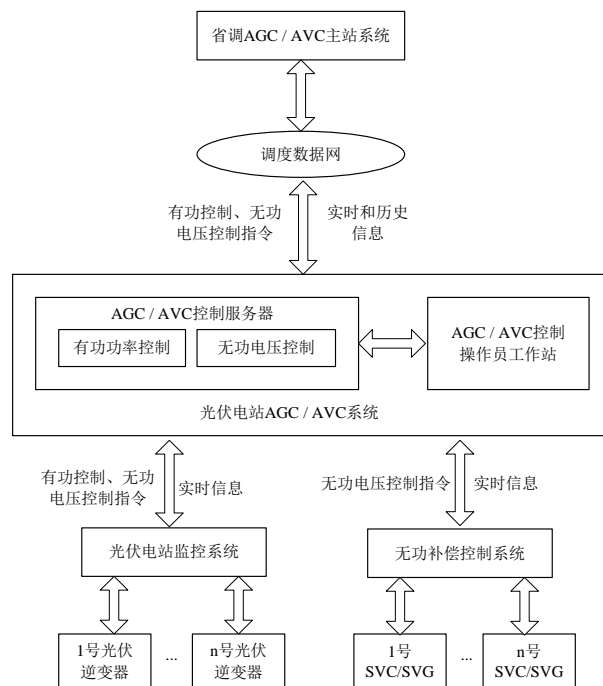 省调AGC / AVC主站系统
调度数据网
有功控制、无功
电压控制指令
实时和历史
信息
AGC / AVC控制服务器
有功功率控制
无功电压控制
AGC / AVC控制
操作员工作站
光伏电站AGC / AVC系统
有功控制、无功
电压控制指令
实时信息
无功电压控制指令
实时信息
光伏电站监控系统
无功补偿控制系统
1号光伏
逆变器
...
n号光伏
逆变器
1号
SVC/SVG
...
n号
SVC/SVG